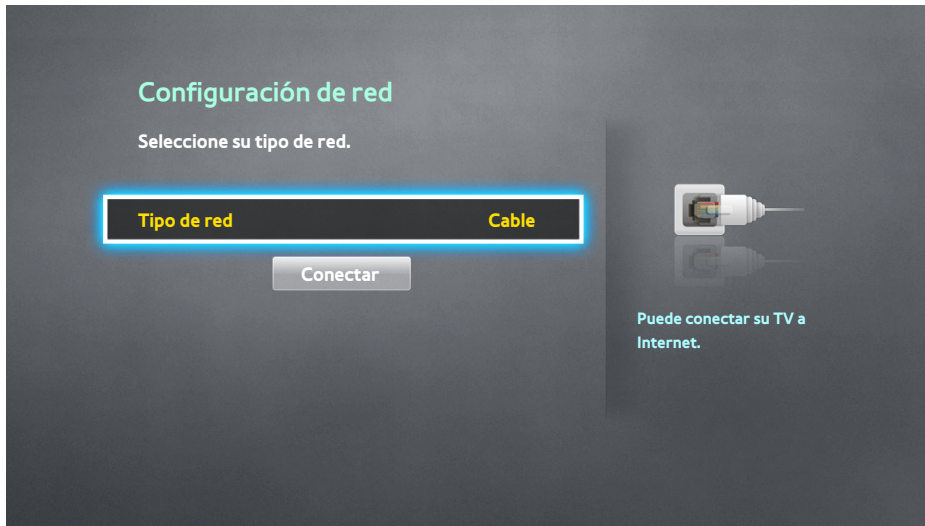 Configuración de red
Seleccione su tipo de red.
Tipo de red Cable
Conectar
Puede conectar su TV a
Internet.